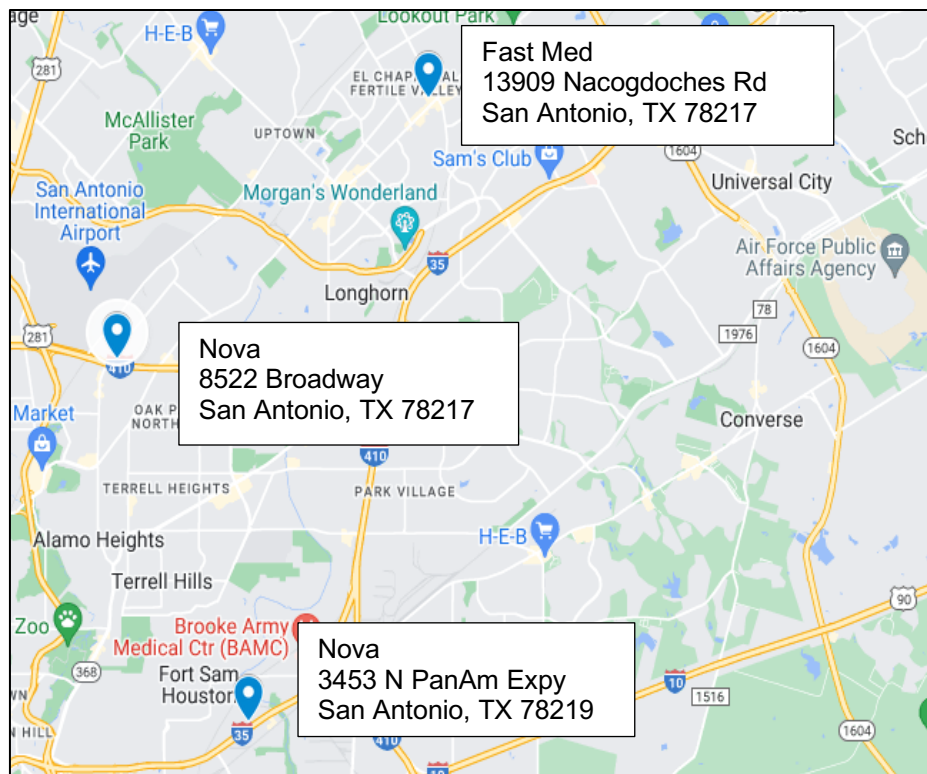 age
Lookout Park
H-E-B
281
EL CHAPARRAL
FERTILE VALLEY
Fast Med
13909 Nacogdoches Rd
San Antonio, TX 78217
McAllister
Park
UPTOWN
Sam's Club
1604
Sch
Universal City
San Antonio
International
Airport
Morgan's Wonderland
35
Air Force Public
Affairs Agency
Longhorn
78
1976
281
410
1604
Nova
8522 Broadway
San Antonio, TX 78217
Market
OAK P
NORTH
Converse
410
TERRELL HEIGHTS
PARK VILLAGE
H-E-B
Alamo Heights
Terrell Hills
90
Zoo
Brooke Army
Medical Ctr (BAMC)
368
Fort Sam
Houston
Nova
3453 N PanAm Expy
San Antonio, TX 78219
10
1516
WN
N HILL
35
410
1604
10